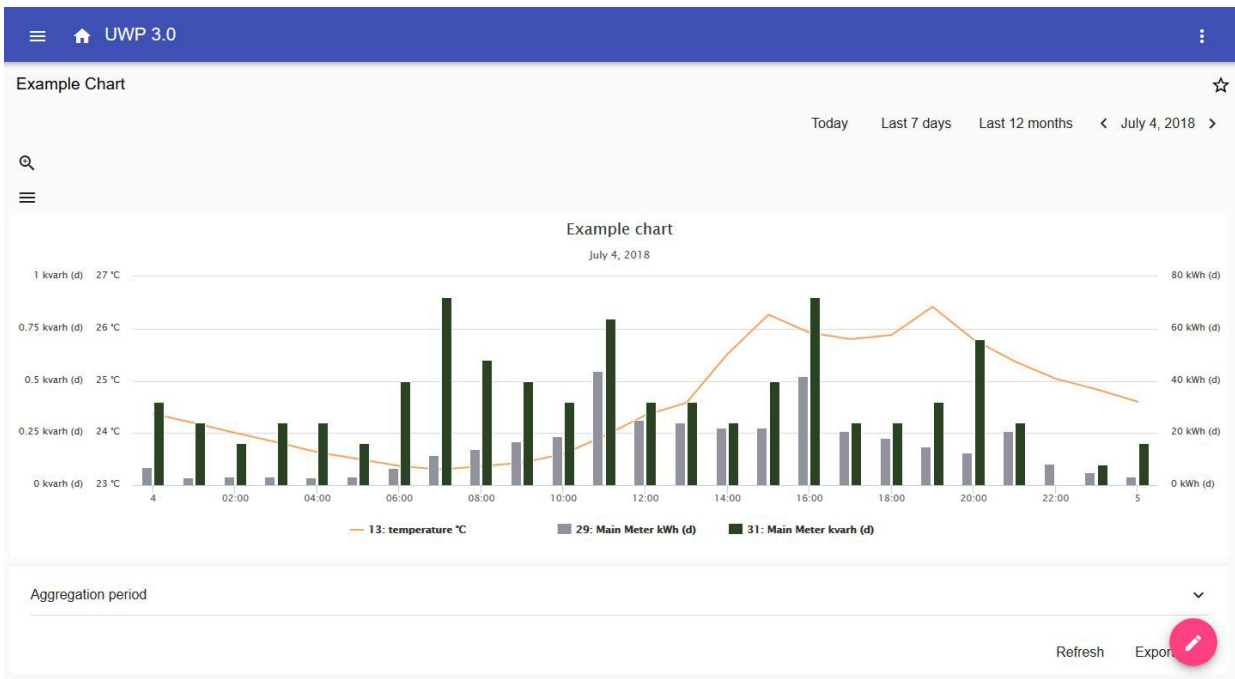 UWP 3.0
Example Chart
Today Last 7 days Last 12 months July 4, 2018
Example chart
July 4, 2018
1 kvarh (d) 27 °C 80 kWh (d)
0.75 kvarh (d) 26 °C 60 kWh (d)
0.5 kvarh (d) 25 °C 40 kWh (d)
0.25 kvarh (d) 24 °C 20 kWh (d)
0 kvarh (d) 23 °C 0 kWh (d)
4 02:00 04:00 06:00 08:00 10:00 12:00 14:00 16:00 18:00 20:00 22:00 5
13: temperature °C 29: Main Meter kWh (d) 31: Main Meter kvarh (d)
Aggregation period
Refresh Expor